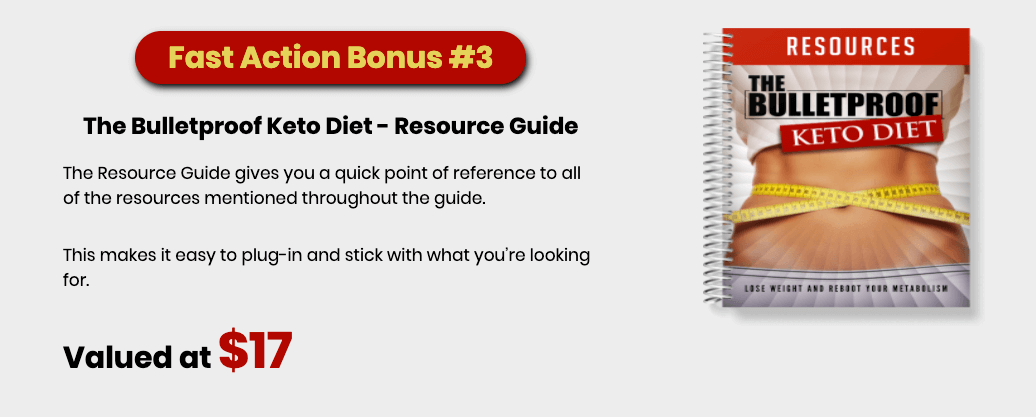 Fast Action Bonus #3
The Bulletproof Keto Diet - Resource Guide
The Resource Guide gives you a quick point of reference to all
of the resources mentioned throughout the guide.
This makes it easy to plug-in and stick with what you’re looking
for.
Valued at $17
RESOURCES
THE
BULLETPROOF
KETO DIET
LOSE WEIGHT AND REBOOT YOUR METABOLISM